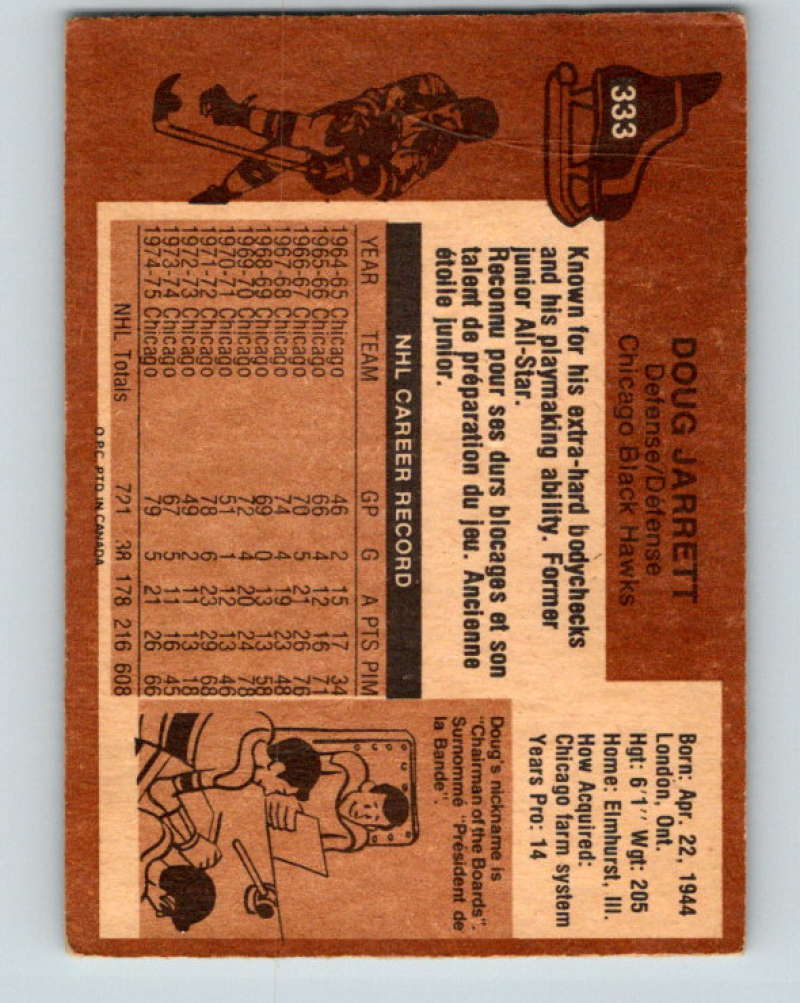 333
DOUG JARRETT
Defense/Défense
Chicago Black Hawks
Born: Apr. 22, 1944
London, Ont.
Hgt: 6'1" Wgt: 205
Home: Elmhurst, Ill.
How Acquired:
Chicago farm system
Years Pro: 14
Known for his extra-hard bodychecks
and his playmaking ability. Former
junior All-Star.
Reconnu pour ses durs blocages et son
talent de préparation du jeu. Ancienne
étoile junior.
NHL CAREER RECORD
YEAR TEAM GP G A PTS PIM
1964-65 Chicago 46 2 15 17 34
1965-66 Chicago 66 4 12 16 71
1966-67 Chicago 70 5 21 26 76
1967-68 Chicago 74 4 19 23 48
1968-69 Chicago 69 0 13 13 58
1969-70 Chicago 72 4 20 24 78
1970-71 Chicago 51 1 12 13 46
1971-72 Chicago 78 6 23 29 68
1972-73 Chicago 49 2 11 13 18
1973-74 Chicago 67 5 11 16 45
1974-75 Chicago 79 5 21 26 66
NHL Totals 721 38 178 216 608
Doug's nickname is
"Chairman of the Boards".
Surnommé "Président de
la Bande".
O.P.C. PTD. IN CANADA